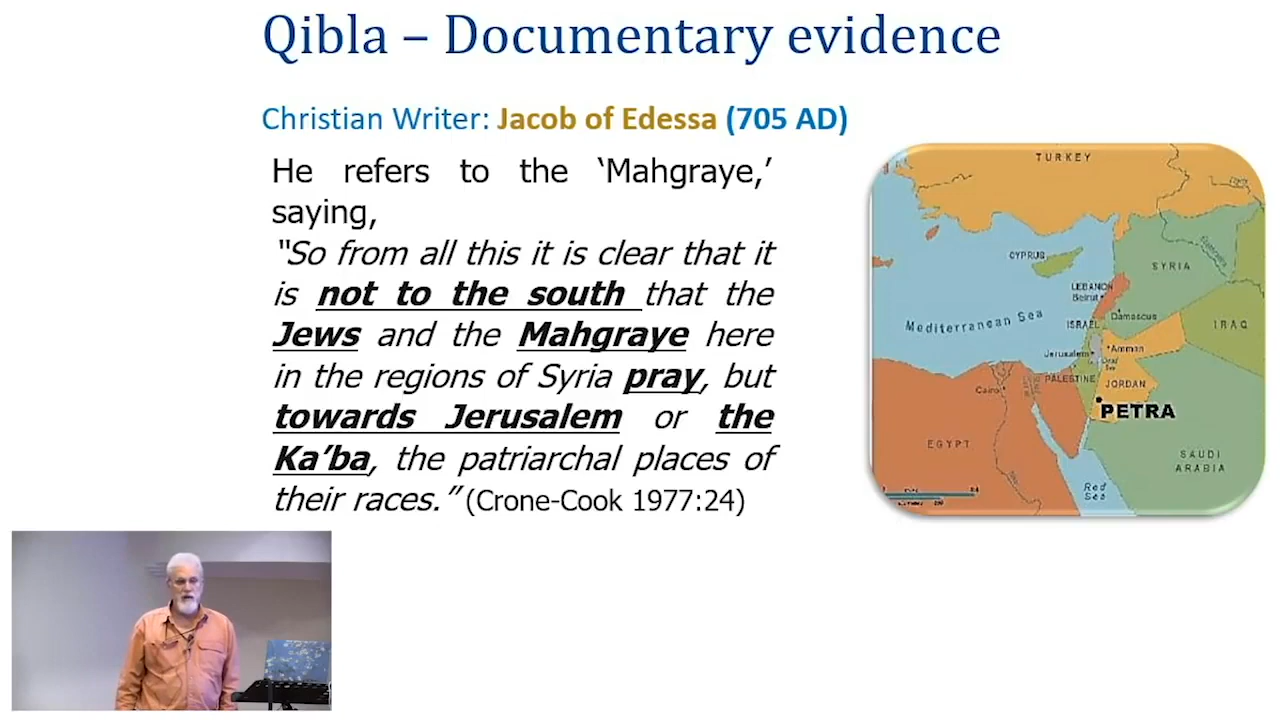 Qibla – Documentary evidence
Christian Writer: Jacob of Edessa (705 AD)
He refers to the ‘Mahgraye,’
saying,
“So from all this it is clear that it
is not to the south that the
Jews and the Mahgraye here
in the regions of Syria pray, but
towards Jerusalem or the
Ka’ba, the patriarchal places of
their races.” (Crone-Cook 1977:24)
TURKEY
CYPRUS
SYRIA
LEBANON
Beirut
Damascus
ISRAEL
IRAQ
Mediterranean Sea
Jerusalem
Amman
Dead
Sea
Cairo
PALESTINE
JORDAN
PETRA
EGYPT
SAUDI
ARABIA
Red
Sea